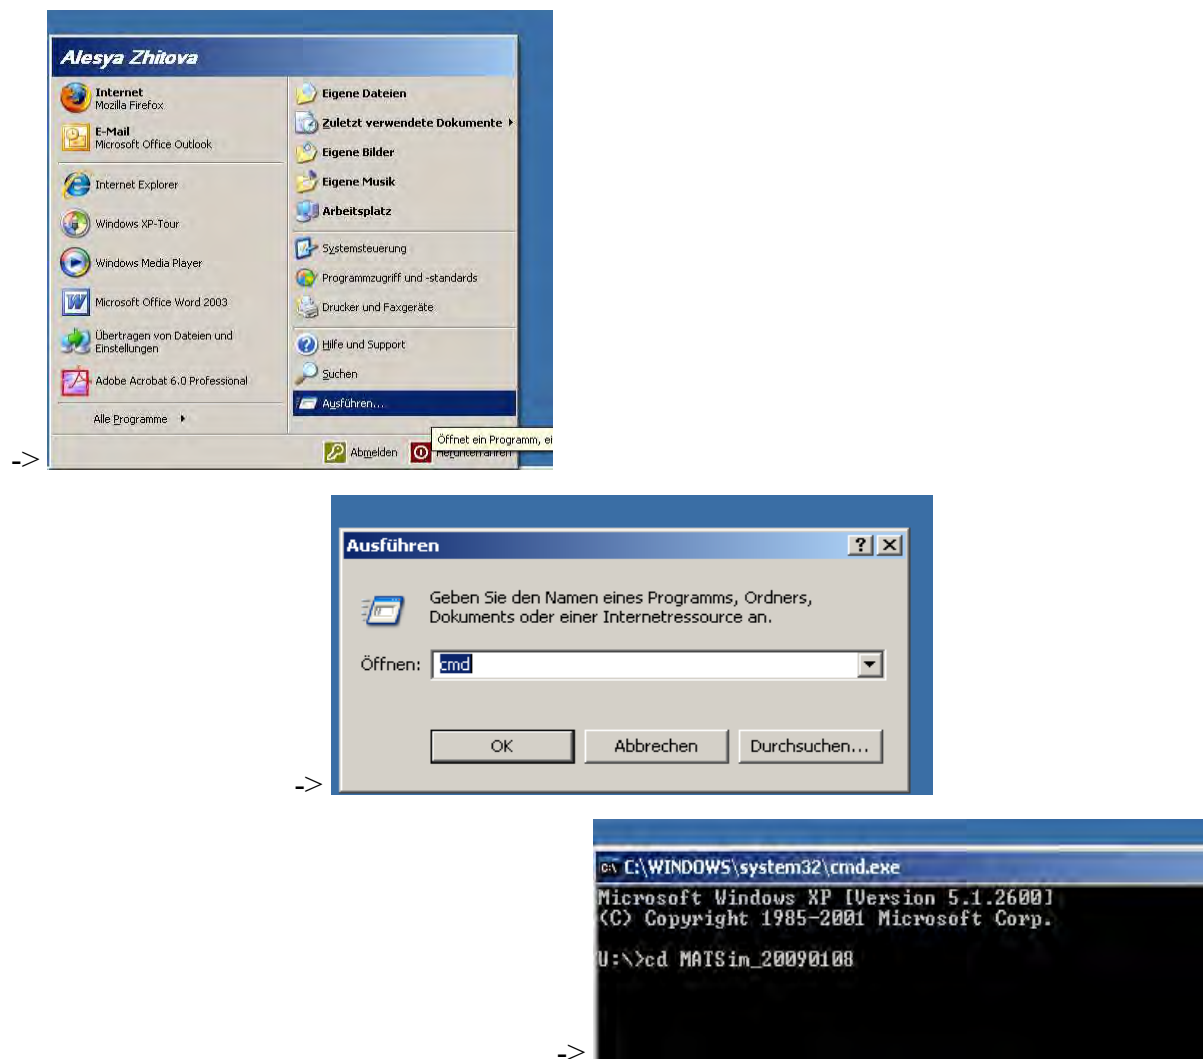 Alesya Zhitova
Internet
Mozilla Firefox
E-Mail
Microsoft Office Outlook
Internet Explorer
Windows XP-Tour
Windows Media Player
Microsoft Office Word 2003
Übertragen von Dateien und
Einstellungen
Adobe Acrobat 6.0 Professional
Alle Programme
Eigene Dateien
Zuletzt verwendete Dokumente
Eigene Bilder
Eigene Musik
Arbeitsplatz
Systemsteuerung
Programmzugriff und -standards
Drucker und Faxgeräte
Hilfe und Support
Suchen
Ausführen...
Öffnet ein Programm, ei
Abmelden
Herunterfahren
->
Ausführen
Geben Sie den Namen eines Programms, Ordners,
Dokuments oder einer Internetressource an.
Öffnen: cmd
OK Abbrechen Durchsuchen...
->
C:\WINDOWS\system32\cmd.exe
Microsoft Windows XP [Version 5.1.2600]
(C) Copyright 1985-2001 Microsoft Corp.
U:\>cd MATSim_20090108
->